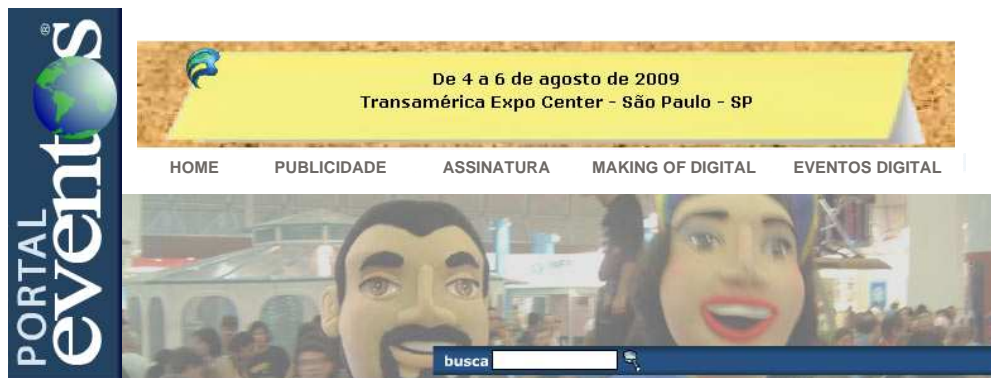 PORTAL
eventos®
De 4 a 6 de agosto de 2009
Transamérica Expo Center - São Paulo - SP
HOME PUBLICIDADE ASSINATURA MAKING OF DIGITAL EVENTOS DIGITAL
busca